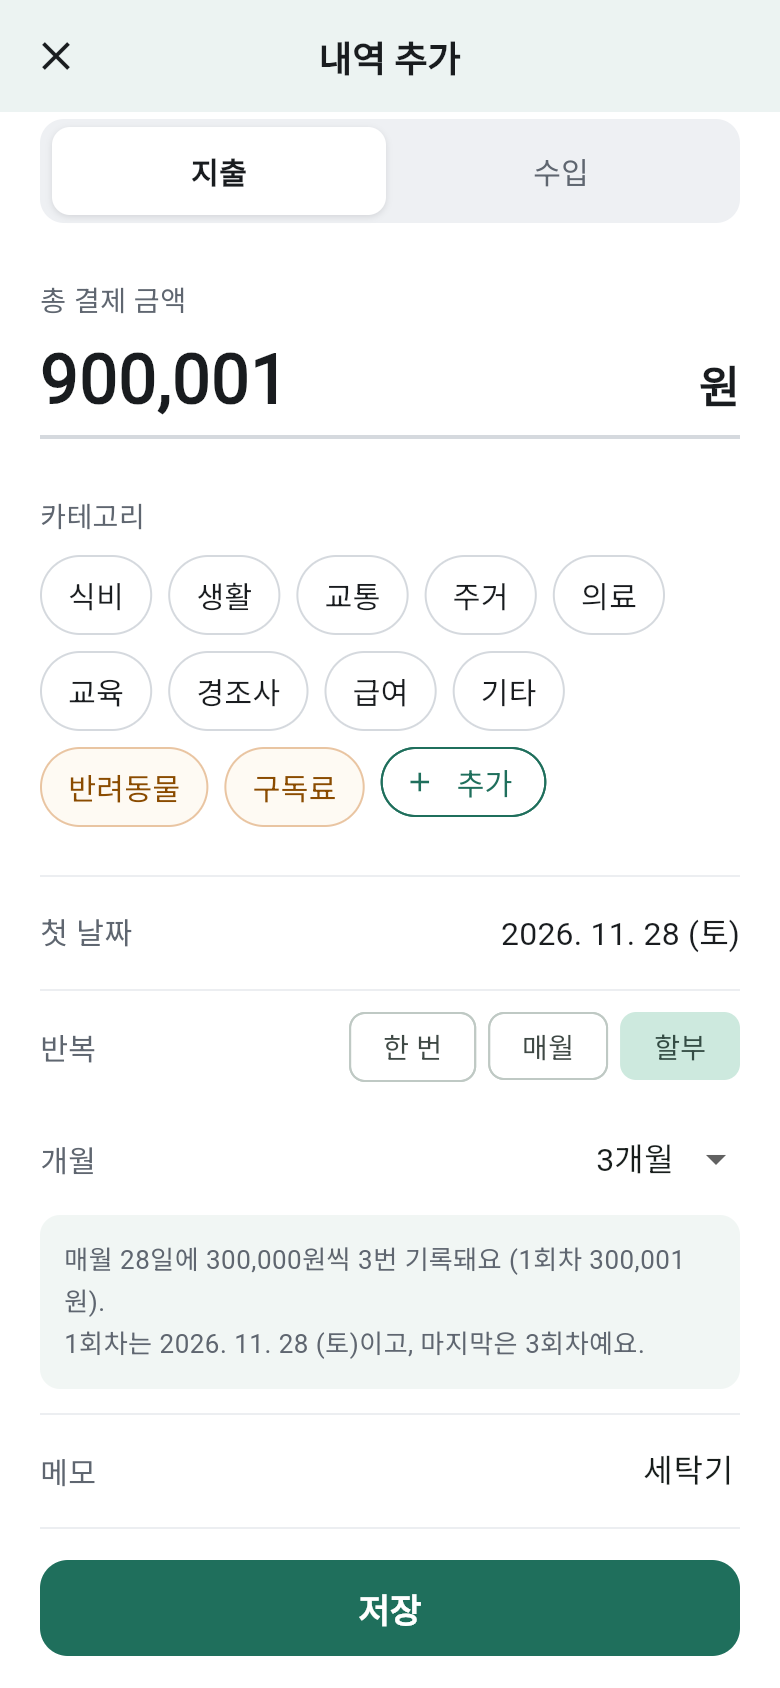 내역 추가
지출
수입
총 결제 금액
900,001
원
카테고리
식비
생활
교통
주거
의료
교육
경조사
급여
기타
반려동물
구독료
+ 추가
첫 날짜
2026. 11. 28 (토)
반복
한 번
매월
할부
개월
3개월
매월 28일에 300,000원씩 3번 기록돼요 (1회차 300,001
원).
1회차는 2026. 11. 28 (토)이고, 마지막은 3회차예요.
메모
세탁기
저장